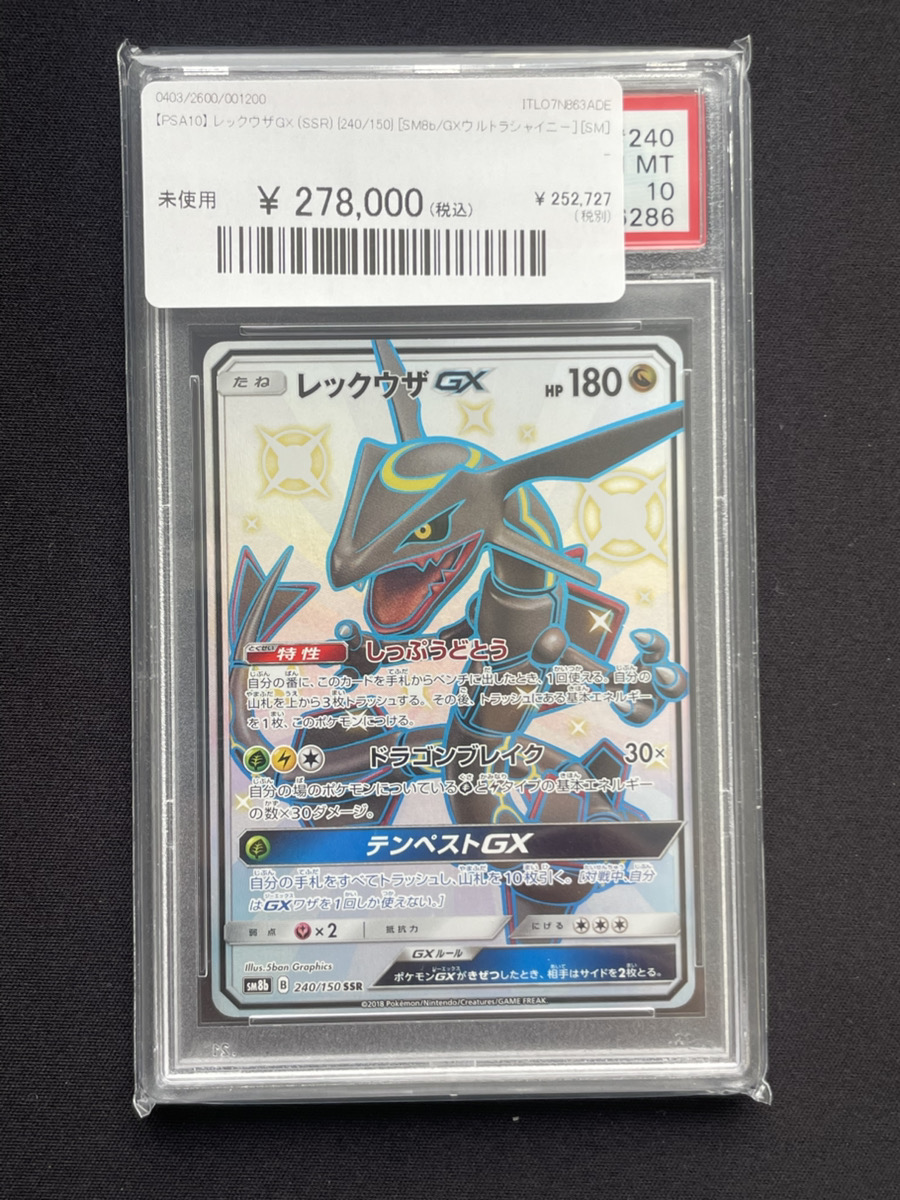 0403/2600/001200
ITL07N863ADE
【PSA10】レックウザGX (SSR) {240/150} [SM8b/GXウルトラシャイニー] [SM]
-
未使用
¥ 278,000 (税込)
¥ 252,727
(税別)
240
MT
10
6286
たね
レックウザGX
HP 180
とくせい
特性 しっぷうどとう
自分の番に、このカードを手札からベンチに出したとき、1回使える。自分の
山札を上から3枚トラッシュする。その後、トラッシュにある基本エネルギー
を1枚、このポケモンにつける。
ドラゴンブレイク 30×
自分の場のポケモンについているとタイプの基本エネルギー
の数×30ダメージ。
テンペストGX
自分の手札をすべてトラッシュし、山札を10枚引く。[対戦中、自分
はGXワザを1回しか使えない。]
弱点 ×2 抵抗力 にげる
GXルール
ポケモンGXがきぜつしたとき、相手はサイドを2枚とる。
Illus. 5ban Graphics
SM8b B 240/150 SSR
©2018 Pokémon/Nintendo/Creatures/GAME FREAK.